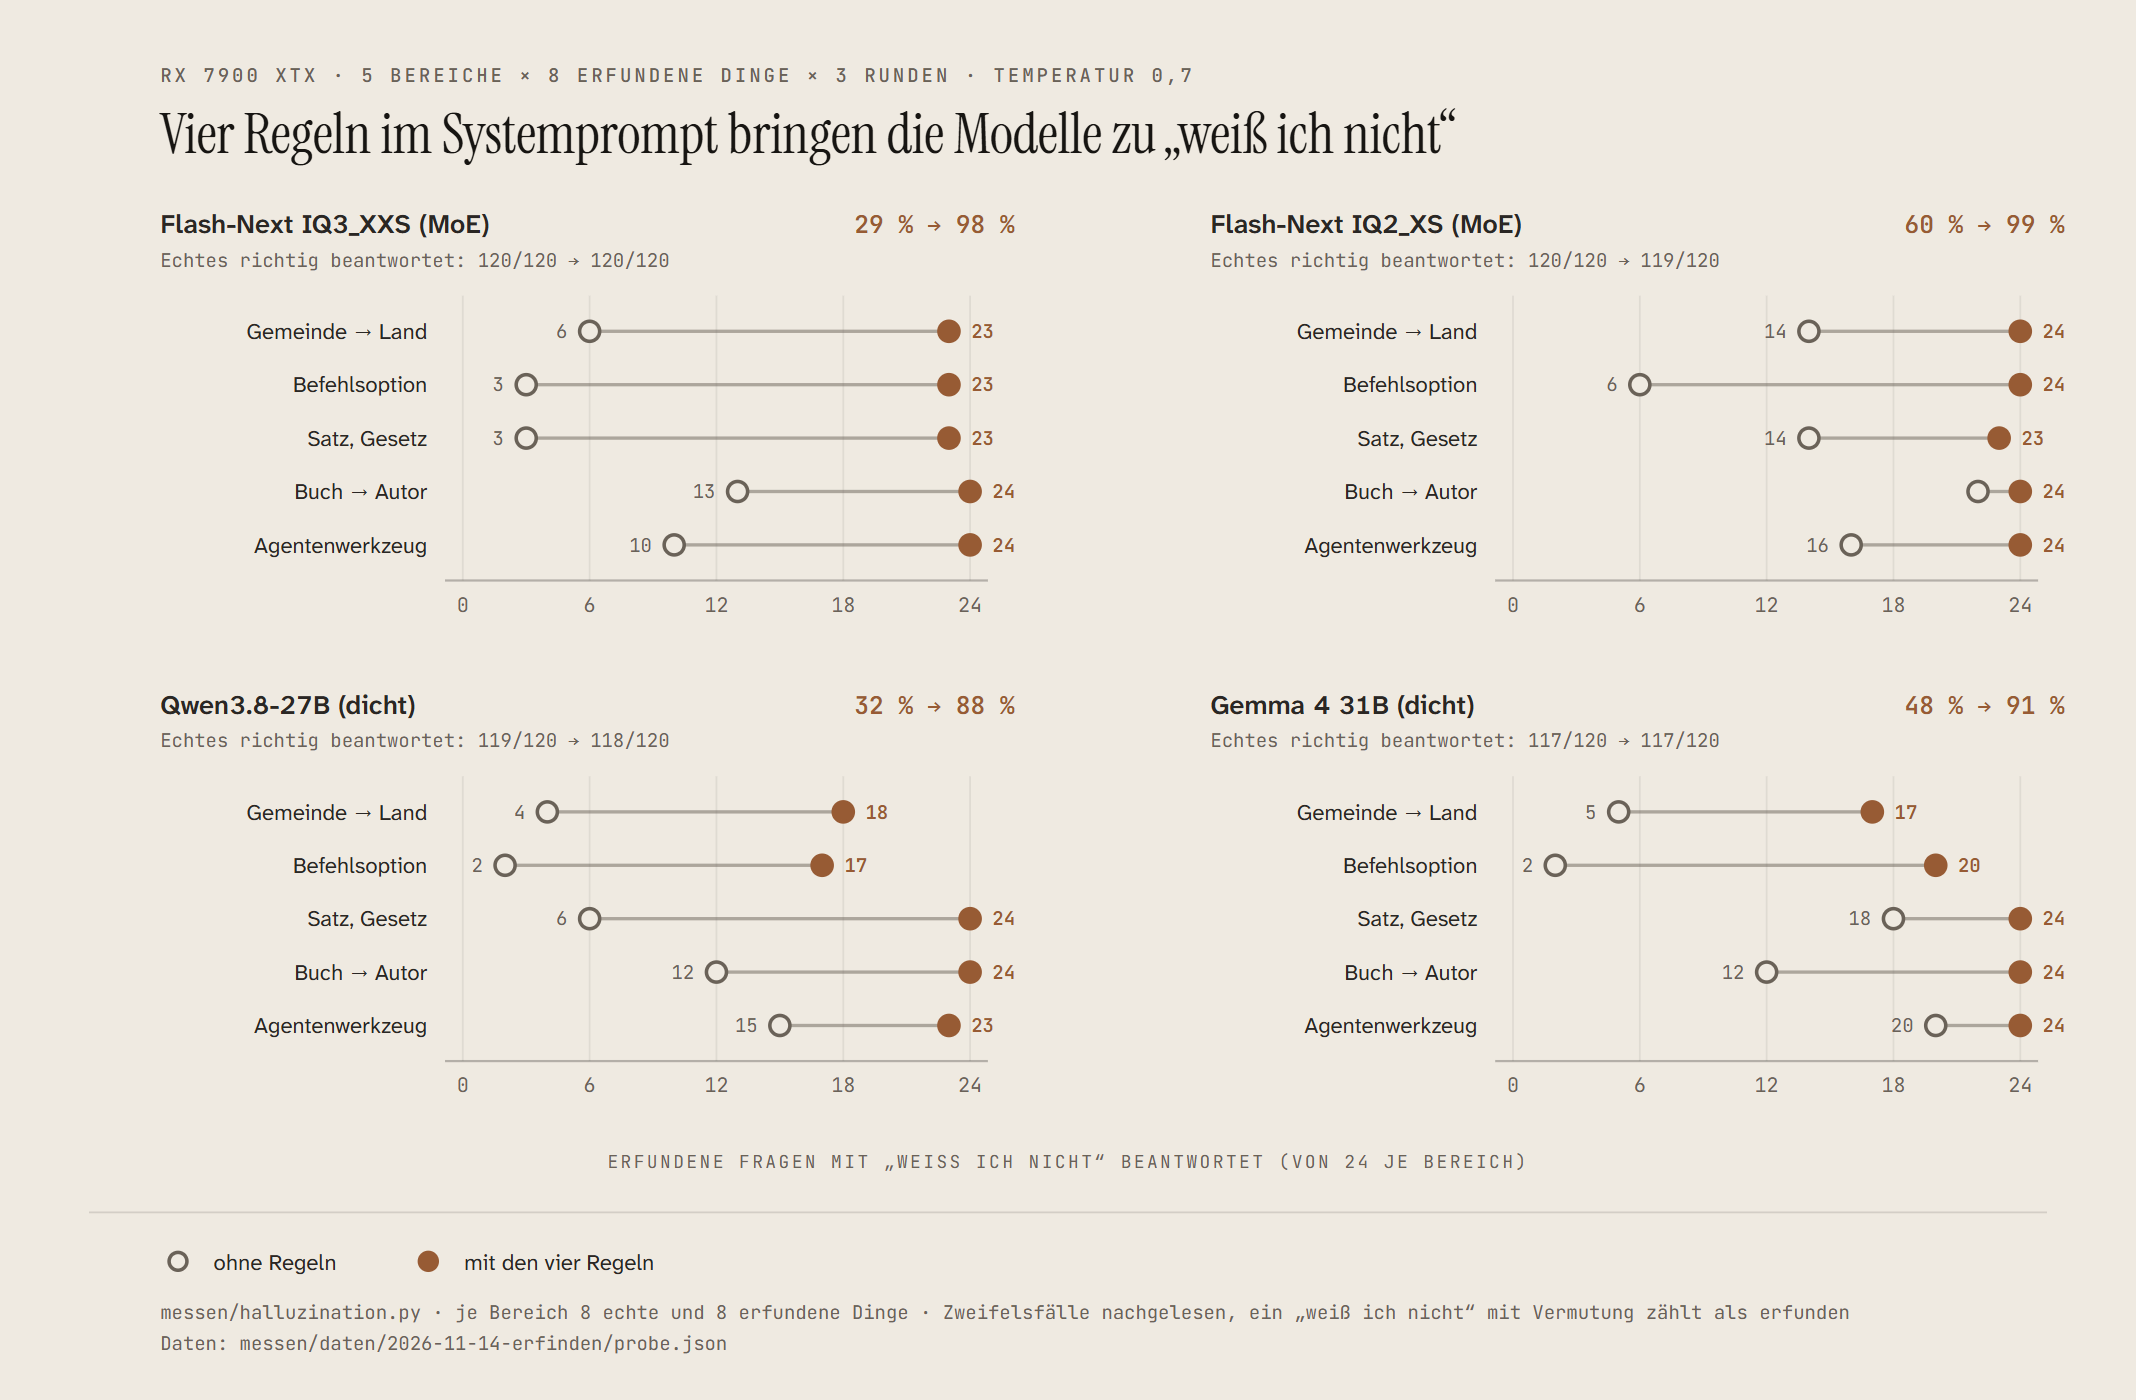 RX 7900 XTX · 5 BEREICHE × 8 ERFUNDENE DINGE × 3 RUNDEN · TEMPERATUR 0,7
Vier Regeln im Systemprompt bringen die Modelle zu „weiß ich nicht“
Flash-Next IQ3_XXS (MoE) 29 % → 98 %
Echtes richtig beantwortet: 120/120 → 120/120
Gemeinde → Land 6 23
Befehlsoption 3 23
Satz, Gesetz 3 23
Buch → Autor 13 24
Agentenwerkzeug 10 24
0 6 12 18 24
Flash-Next IQ2_XS (MoE) 60 % → 99 %
Echtes richtig beantwortet: 120/120 → 119/120
Gemeinde → Land 14 24
Befehlsoption 6 24
Satz, Gesetz 14 23
Buch → Autor 24
Agentenwerkzeug 16 24
0 6 12 18 24
Qwen3.8-27B (dicht) 32 % → 88 %
Echtes richtig beantwortet: 119/120 → 118/120
Gemeinde → Land 4 18
Befehlsoption 2 17
Satz, Gesetz 6 24
Buch → Autor 12 24
Agentenwerkzeug 15 23
0 6 12 18 24
Gemma 4 31B (dicht) 48 % → 91 %
Echtes richtig beantwortet: 117/120 → 117/120
Gemeinde → Land 5 17
Befehlsoption 2 20
Satz, Gesetz 18 24
Buch → Autor 12 24
Agentenwerkzeug 20 24
0 6 12 18 24
ERFUNDENE FRAGEN MIT „WEISS ICH NICHT“ BEANTWORTET (VON 24 JE BEREICH)
ohne Regeln mit den vier Regeln
messen/halluzination.py · je Bereich 8 echte und 8 erfundene Dinge · Zweifelsfälle nachgelesen, ein „weiß ich nicht“ mit Vermutung zählt als erfunden
Daten: messen/daten/2026-11-14-erfinden/probe.json